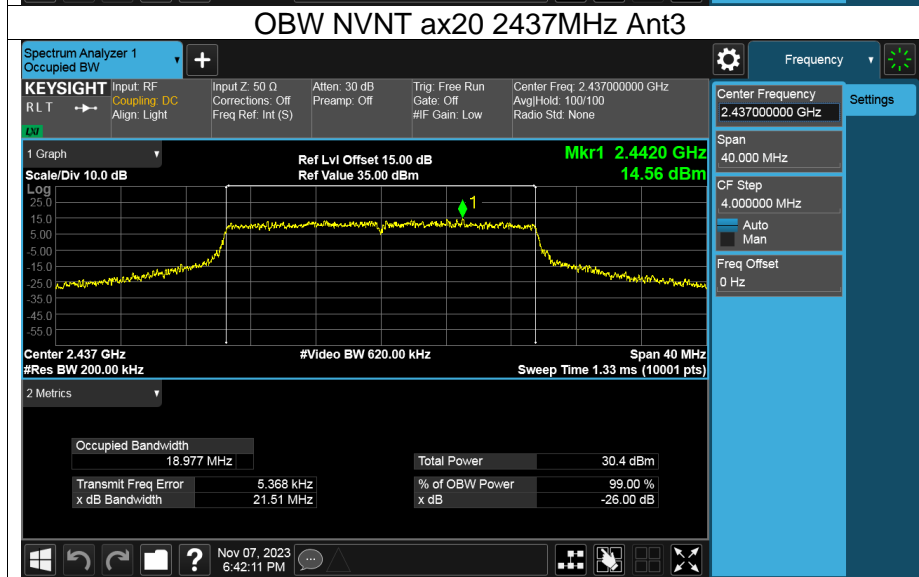 OBW NVNT ax20 2437MHz Ant3
Spectrum Analyzer 1
Occupied BW
+
Frequency
KEYSIGHT
R L T
LXI
Input: RF
Coupling: DC
Align: Light
Input Z: 50 Ω
Corrections: Off
Freq Ref: Int (S)
Atten: 30 dB
Preamp: Off
Trig: Free Run
Gate: Off
#IF Gain: Low
Center Freq: 2.437000000 GHz
Avg|Hold: 100/100
Radio Std: None
Center Frequency
2.437000000 GHz
Settings
Span
40.000 MHz
CF Step
4.000000 MHz
Auto
Man
Freq Offset
0 Hz
1 Graph
Scale/Div 10.0 dB
Ref Lvl Offset 15.00 dB
Ref Value 35.00 dBm
Mkr1 2.4420 GHz
14.56 dBm
Log
25.0
15.0
5.00
-5.00
-15.0
-25.0
-35.0
-45.0
-55.0
1
Center 2.437 GHz
#Res BW 200.00 kHz
#Video BW 620.00 kHz
Span 40 MHz
Sweep Time 1.33 ms (10001 pts)
2 Metrics
Occupied Bandwidth
18.977 MHz
Total Power 30.4 dBm
Transmit Freq Error 5.368 kHz
% of OBW Power 99.00 %
x dB Bandwidth 21.51 MHz
x dB -26.00 dB
?
Nov 07, 2023
6:42:11 PM